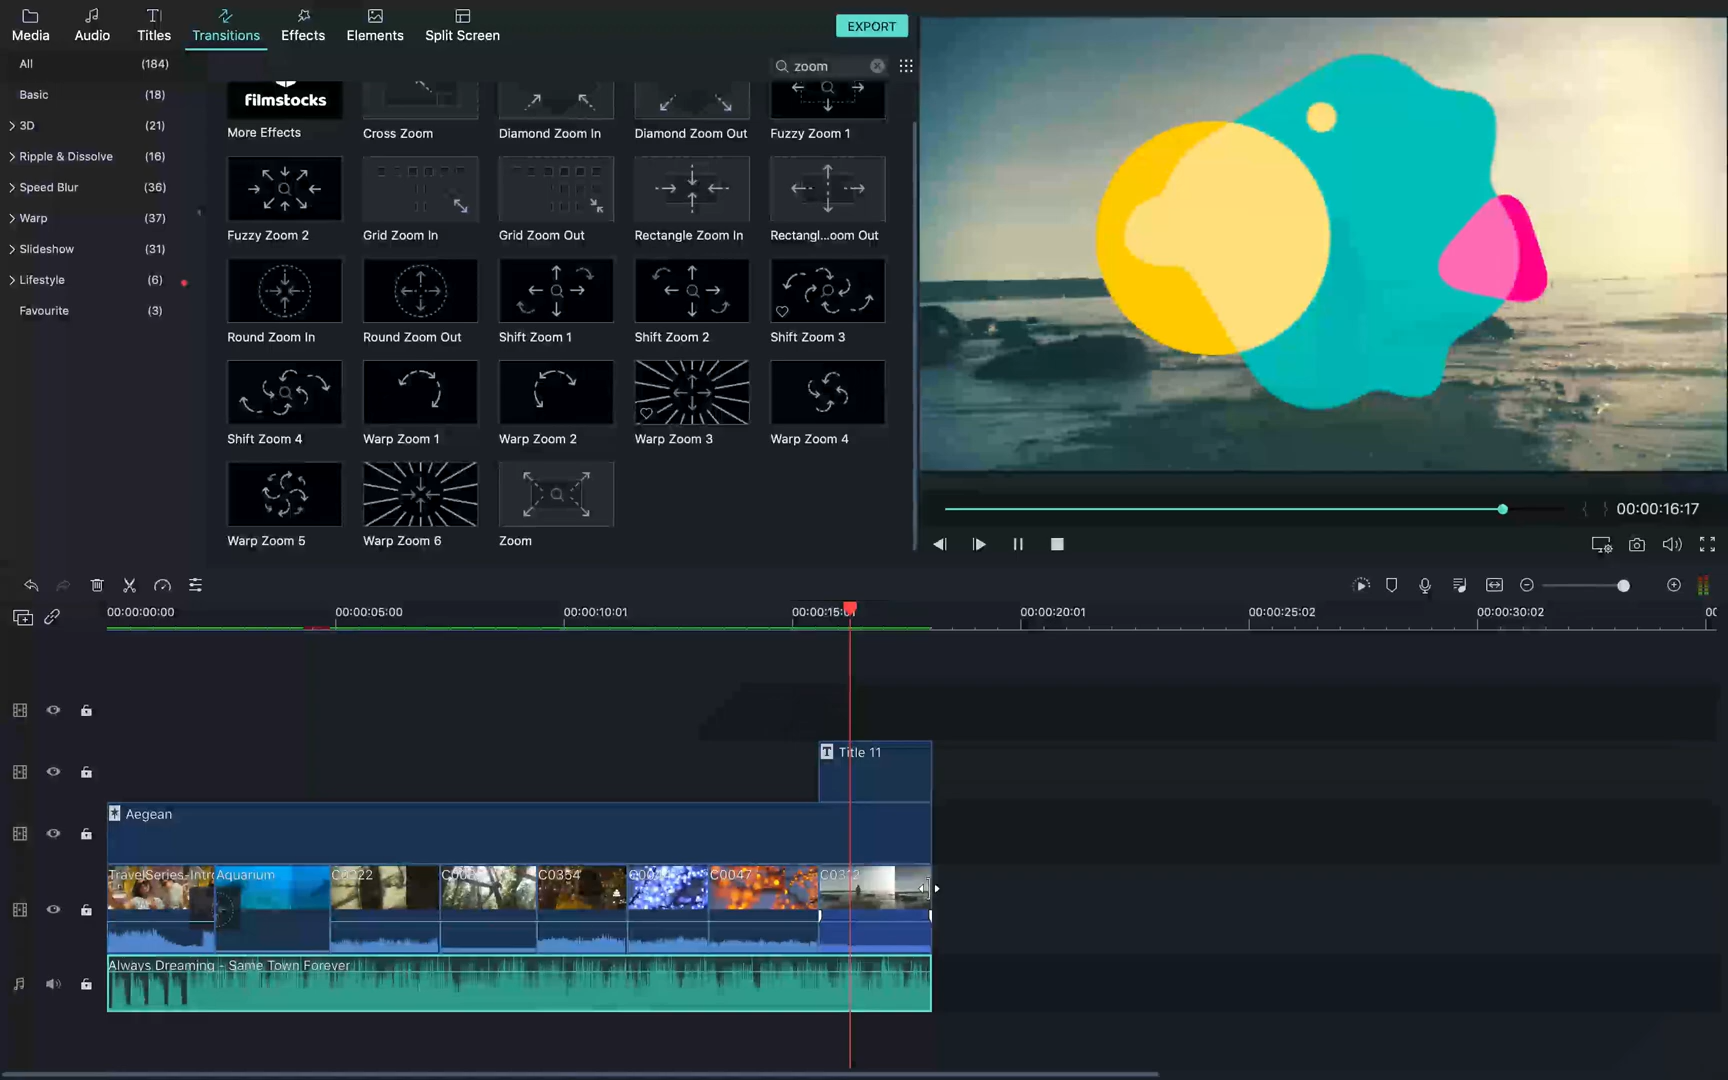 Media
Audio
Titles
Transitions
Effects
Elements
Split Screen
EXPORT
All (184)
Basic (18)
3D (21)
Ripple & Dissolve (16)
Speed Blur (36)
Warp (37)
Slideshow (31)
Lifestyle (6)
Favourite (3)
zoom
filmstocks
More Effects
Cross Zoom
Diamond Zoom In
Diamond Zoom Out
Fuzzy Zoom 1
Fuzzy Zoom 2
Grid Zoom In
Grid Zoom Out
Rectangle Zoom In
Rectangl...oom Out
Round Zoom In
Round Zoom Out
Shift Zoom 1
Shift Zoom 2
Shift Zoom 3
Shift Zoom 4
Warp Zoom 1
Warp Zoom 2
Warp Zoom 3
Warp Zoom 4
Warp Zoom 5
Warp Zoom 6
Zoom
00:00:16:17
00:00:00:00
00:00:05:00
00:00:10:01
00:00:15:01
00:00:20:01
00:00:25:02
00:00:30:02
T Title 11
Aegean
TravelSeries-Intro
Aquarium
C0354
C0047
Always Dreaming - Same Town Forever